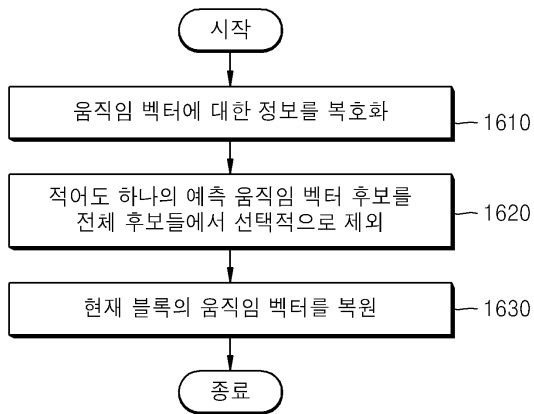 시작
움직임 벡터에 대한 정보를 복호화
1610
적어도 하나의 예측 움직임 벡터 후보를
전체 후보들에서 선택적으로 제외
1620
현재 블록의 움직임 벡터를 복원
1630
종료